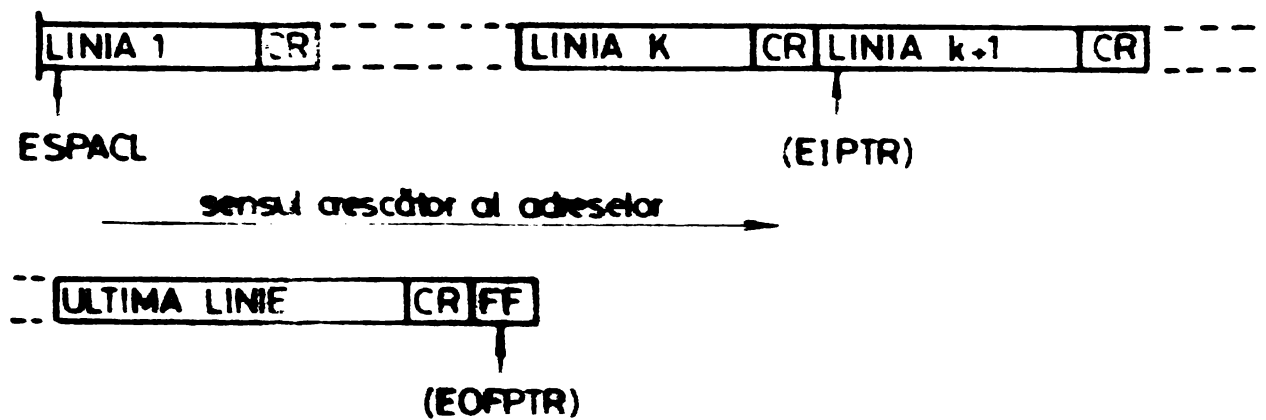 LINIA 1 CR LINIA K CR LINIA k+1 CR
ESPACL (EIPTR)
sensul crescător al adreselor
ULTIMA LINIE CR FF
(EOFPTR)